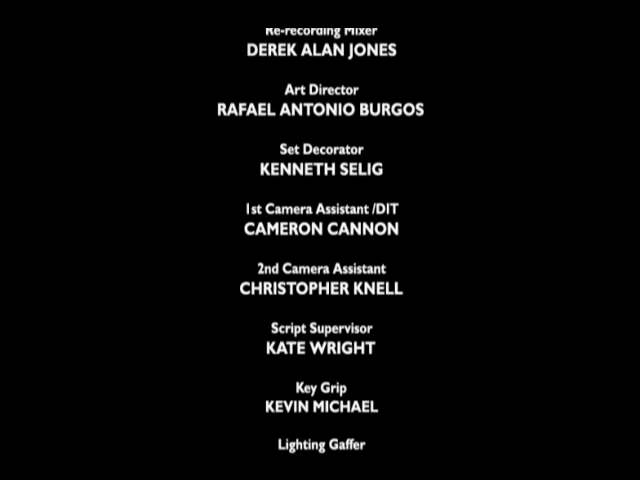 Re-recording Mixer
DEREK ALAN JONES
Art Director
RAFAEL ANTONIO BURGOS
Set Decorator
KENNETH SELIG
1st Camera Assistant /DIT
CAMERON CANNON
2nd Camera Assistant
CHRISTOPHER KNELL
Script Supervisor
KATE WRIGHT
Key Grip
KEVIN MICHAEL
Lighting Gaffer